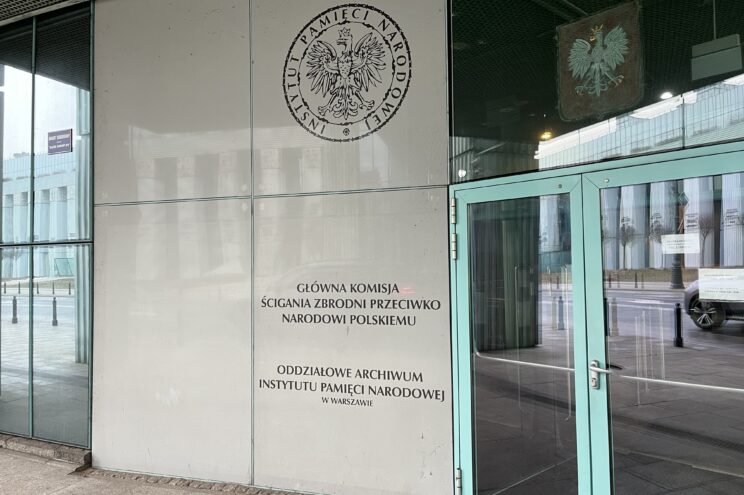 INSTYTUT PAMIĘCI NARODOWEJ
GŁÓWNA KOMISJA
ŚCIGANIA ZBRODNI PRZECIWKO
NARODOWI POLSKIEMU
ODDZIAŁOWE ARCHIWUM
INSTYTUTU PAMIĘCI NARODOWEJ
W WARSZAWIE